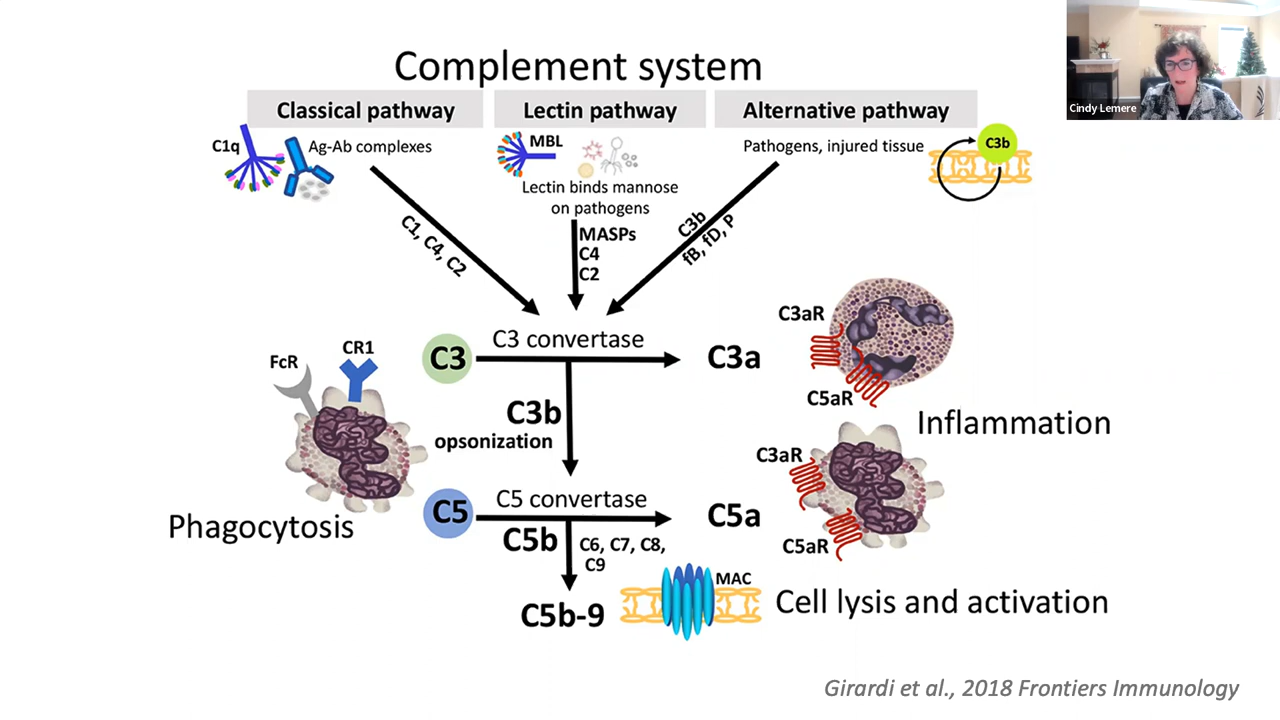 Cindy Lemere
Complement system
Classical pathway
Lectin pathway
Alternative pathway
C1q
Ag-Ab complexes
MBL
Lectin binds mannose
on pathogens
Pathogens, injured tissue
C3b
C1, C4, C2
MASPs
C4
C2
C3b
fB, fD, P
C3 convertase
C3
C3a
C3aR
C5aR
FcR
CR1
C3b
opsonization
Inflammation
C3aR
C5aR
Phagocytosis
C5 convertase
C5
C5a
C5b
C6, C7, C8,
C9
C5b-9
MAC
Cell lysis and activation
Girardi et al., 2018 Frontiers Immunology